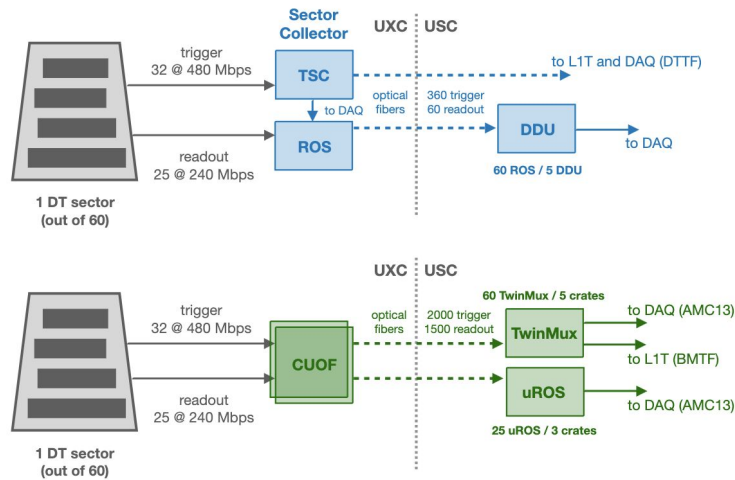 Sector
Collector
UXC
USC
trigger
32 @ 480 Mbps
TSC
to L1T and DAQ (DTTF)
to DAQ
optical
fibers
360 trigger
60 readout
ROS
DDU
to DAQ
readout
25 @ 240 Mbps
60 ROS / 5 DDU
1 DT sector
(out of 60)
UXC
USC
60 TwinMux / 5 crates
trigger
32 @ 480 Mbps
optical
fibers
2000 trigger
1500 readout
TwinMux
to DAQ (AMC13)
to L1T (BMTF)
CUOF
uROS
to DAQ (AMC13)
readout
25 @ 240 Mbps
25 uROS / 3 crates
1 DT sector
(out of 60)